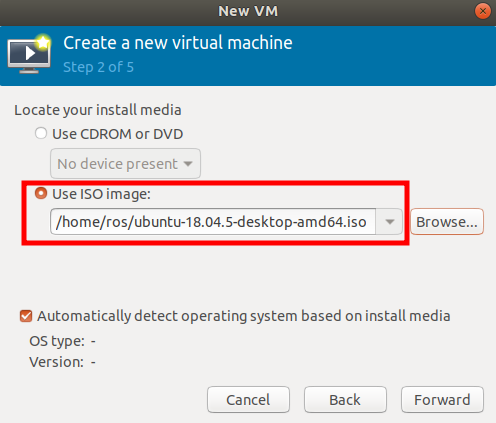 New VM
Create a new virtual machine
Step 2 of 5
Locate your install media
Use CDROM or DVD
No device present
Use ISO image:
/home/ros/ubuntu-18.04.5-desktop-amd64.iso
Browse...
Automatically detect operating system based on install media
OS type: -
Version: -
Cancel Back Forward